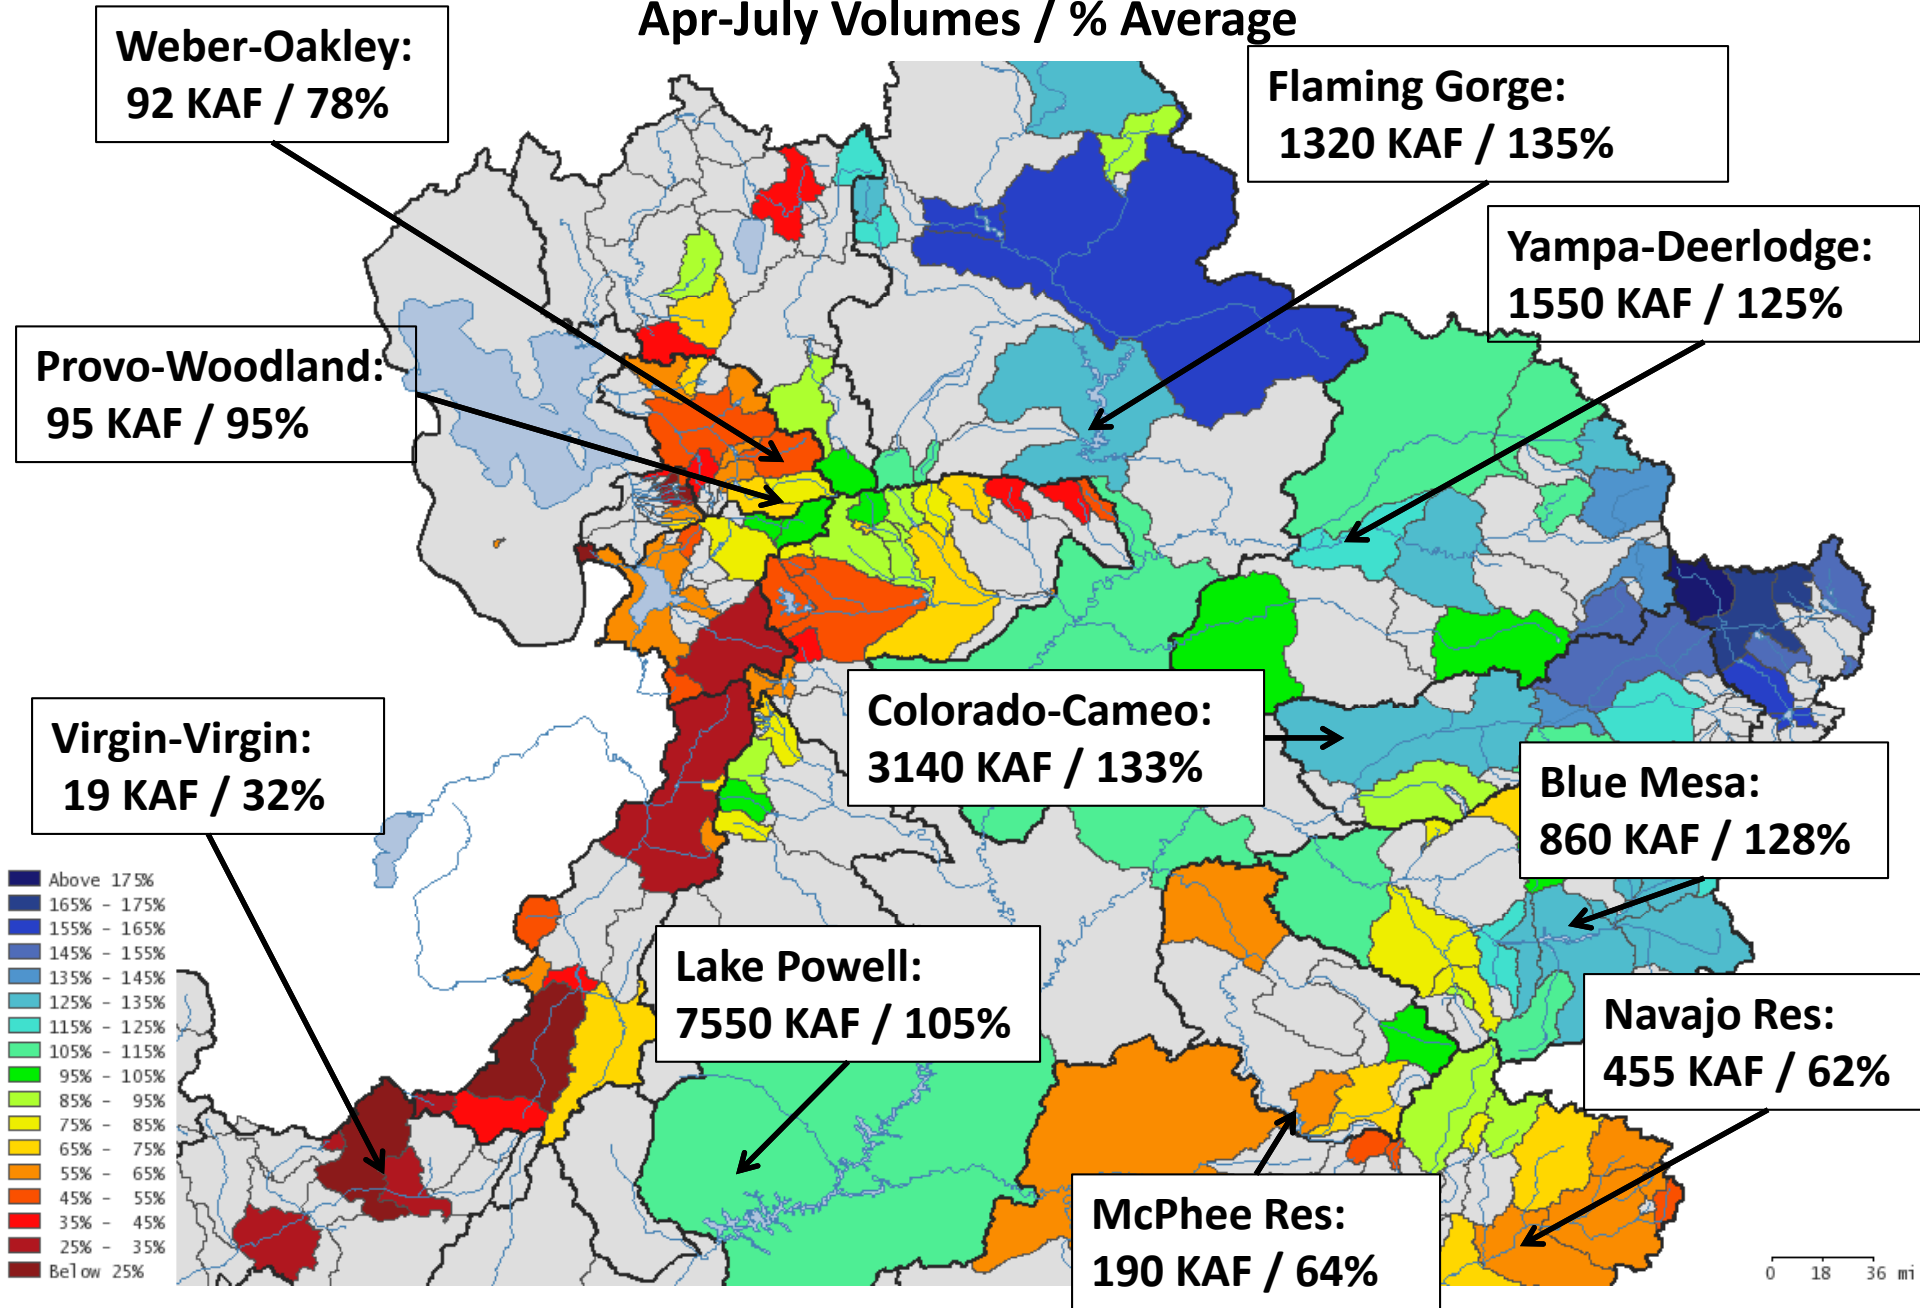 Apr-July Volumes / % Average
Weber-Oakley:
92 KAF / 78%
Flaming Gorge:
1320 KAF / 135%
Yampa-Deerlodge:
1550 KAF / 125%
Provo-Woodland:
95 KAF / 95%
Colorado-Cameo:
3140 KAF / 133%
Virgin-Virgin:
19 KAF / 32%
Blue Mesa:
860 KAF / 128%
Lake Powell:
7550 KAF / 105%
Navajo Res:
455 KAF / 62%
McPhee Res:
190 KAF / 64%
Above 175%
165% - 175%
155% - 165%
145% - 155%
135% - 145%
125% - 135%
115% - 125%
105% - 115%
95% - 105%
85% - 95%
75% - 85%
65% - 75%
55% - 65%
45% - 55%
35% - 45%
25% - 35%
Below 25%
0 18 36 mi